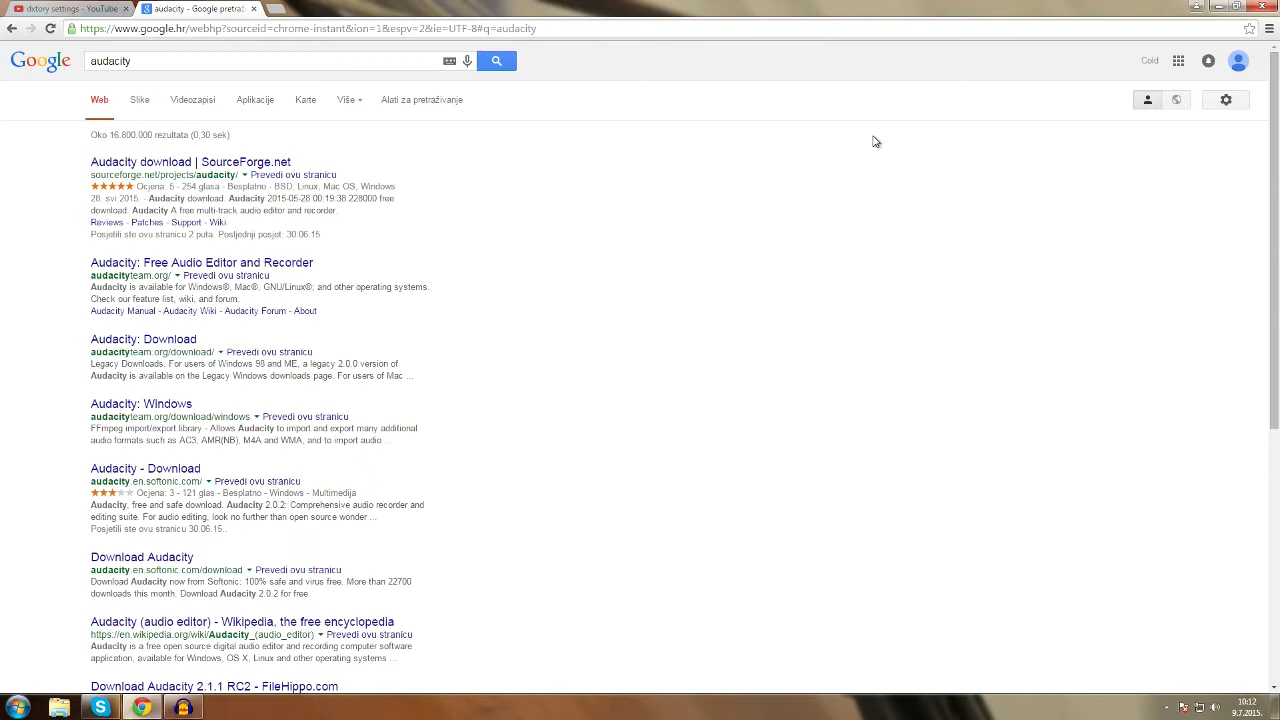 dxtory settings - YouTube
audacity - Google pretraž
https://www.google.hr/webhp?sourceid=chrome-instant&ion=1&espv=2&ie=UTF-8#q=audacity
Google
audacity
Cold
Web Slike Videozapisi Aplikacije Karte Više Alati za pretraživanje
Oko 16.800.000 rezultata (0,30 sek)
Audacity download | SourceForge.net
sourceforge.net/projects/audacity/ Prevedi ovu stranicu
Ocjena: 5 - 254 glasa - Besplatno - BSD, Linux, Mac OS, Windows
28. svi 2015. - Audacity download. Audacity 2015-05-28 00:19:38.228000 free
download. Audacity A free multi-track audio editor and recorder.
Reviews - Patches - Support - Wiki
Posjetili ste ovu stranicu 2 puta. Posljednji posjet: 30.06.15
Audacity: Free Audio Editor and Recorder
audacityteam.org/ Prevedi ovu stranicu
Audacity is available for Windows®, Mac®, GNU/Linux®; and other operating systems.
Check our feature list, wiki, and forum.
Audacity Manual - Audacity Wiki - Audacity Forum - About
Audacity: Download
audacityteam.org/download/ Prevedi ovu stranicu
Legacy Downloads. For users of Windows 98 and ME, a legacy 2.0.0 version of
Audacity is available on the Legacy Windows downloads page. For users of Mac ...
Audacity: Windows
audacityteam.org/download/windows Prevedi ovu stranicu
FFmpeg import/export library - Allows Audacity to import and export many additional
audio formats such as AC3, AMR(NB), M4A and WMA, and to import audio ...
Audacity - Download
audacity.en.softonic.com/ Prevedi ovu stranicu
Ocjena: 3 - 121 glas - Besplatno - Windows - Multimedija
Audacity, free and safe download. Audacity 2.0.2: Comprehensive audio recorder and
editing suite. For audio editing, look no further than open source wonder ...
Posjetili ste ovu stranicu 30.06.15..
Download Audacity
audacity.en.softonic.com/download Prevedi ovu stranicu
Download Audacity now from Softonic: 100% safe and virus free. More than 22700
downloads this month. Download Audacity 2.0.2 for free.
Audacity (audio editor) - Wikipedia, the free encyclopedia
https://en.wikipedia.org/wiki/Audacity_(audio_editor) Prevedi ovu stranicu
Audacity is a free open source digital audio editor and recording computer software
application, available for Windows, OS X, Linux and other operating systems ...
Download Audacity 2.1.1 RC2 - FileHippo.com
10:12
9.7.2015.